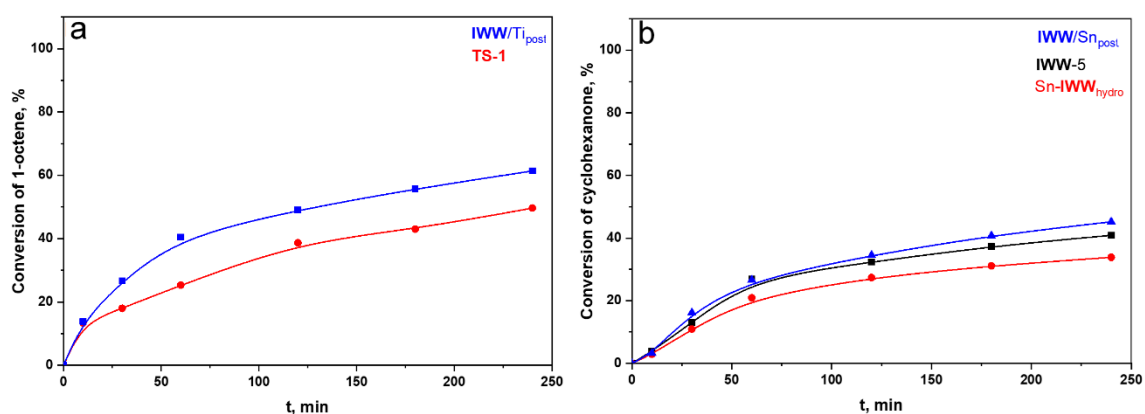 a
IWW/Tipost
TS-1
Conversion of 1-octene, %
100
80
60
40
20
0
0 50 100 150 200 250
t, min
b
IWW/Snpost
IWW-5
Sn-IWWhydro
Conversion of cyclohexanone, %
100
80
60
40
20
0
0 50 100 150 200 250
t, min